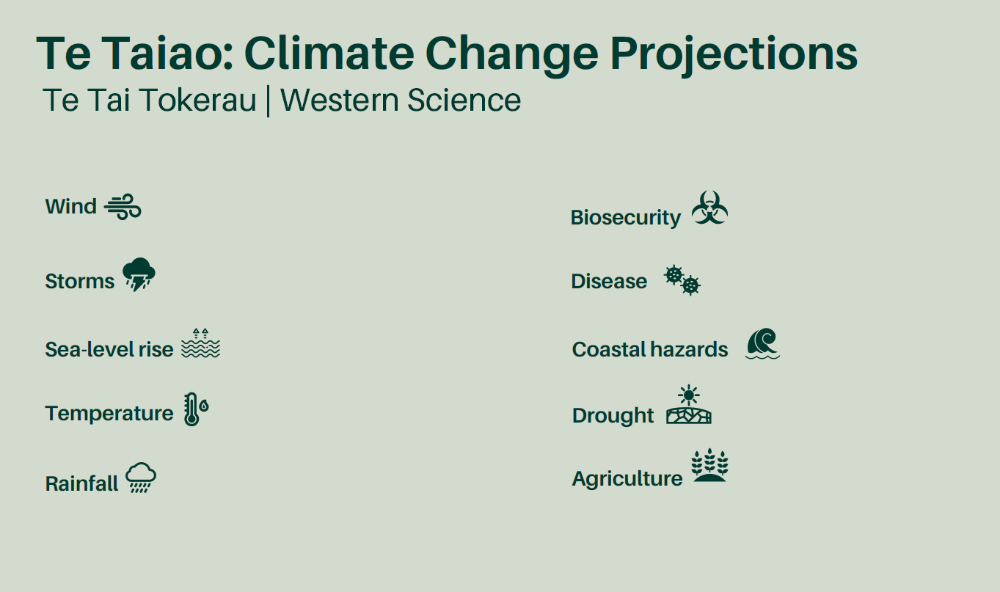 Te Taiao: Climate Change Projections
Te Tai Tokerau | Western Science
Wind
Storms
Sea-level rise
Temperature
Rainfall
Biosecurity
Disease
Coastal hazards
Drought
Agriculture